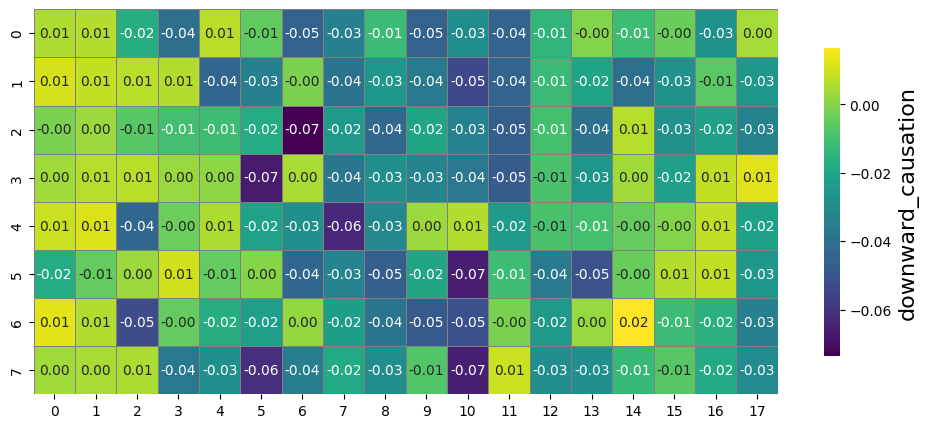 0 0.01 0.01 -0.02 -0.04 0.01 -0.01 -0.05 -0.03 -0.01 -0.05 -0.03 -0.04 -0.01 -0.00 -0.01 -0.00 -0.03 0.00
1 0.01 0.01 0.01 0.01 -0.04 -0.03 -0.00 -0.04 -0.03 -0.04 -0.05 -0.04 -0.01 -0.02 -0.04 -0.03 -0.01 -0.03
2 -0.00 0.00 -0.01 -0.01 -0.01 -0.02 -0.07 -0.02 -0.04 -0.02 -0.03 -0.05 -0.01 -0.04 0.01 -0.03 -0.02 -0.03
3 0.00 0.01 0.01 0.00 0.00 -0.07 0.00 -0.04 -0.03 -0.03 -0.04 -0.05 -0.01 -0.03 0.00 -0.02 0.01 0.01
4 0.01 0.01 -0.04 -0.00 0.01 -0.02 -0.03 -0.06 -0.03 0.00 0.01 -0.02 -0.01 -0.01 -0.00 -0.00 0.01 -0.02
5 -0.02 -0.01 0.00 0.01 -0.01 0.00 -0.04 -0.03 -0.05 -0.02 -0.07 -0.01 -0.04 -0.05 -0.00 0.01 0.01 -0.03
6 0.01 0.01 -0.05 -0.00 -0.02 -0.02 0.00 -0.02 -0.04 -0.05 -0.05 -0.00 -0.02 0.00 0.02 -0.01 -0.02 -0.03
7 0.00 0.00 0.01 -0.04 -0.03 -0.06 -0.04 -0.02 -0.03 -0.01 -0.07 0.01 -0.03 -0.03 -0.01 -0.01 -0.02 -0.03
0 1 2 3 4 5 6 7 8 9 10 11 12 13 14 15 16 17
0.00
−0.02
−0.04
−0.06
downward_causation